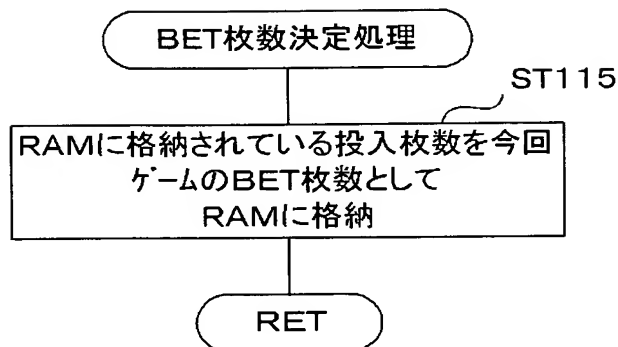 BET枚数決定処理
ST115
RAMに格納されている投入枚数を今回
ゲームのBET枚数として
RAMに格納
RET